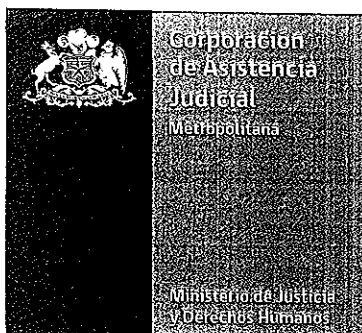 Corporación
de Asistencia
Judicial
Metropolitana
Ministerio de Justicia
y Derechos Humanos